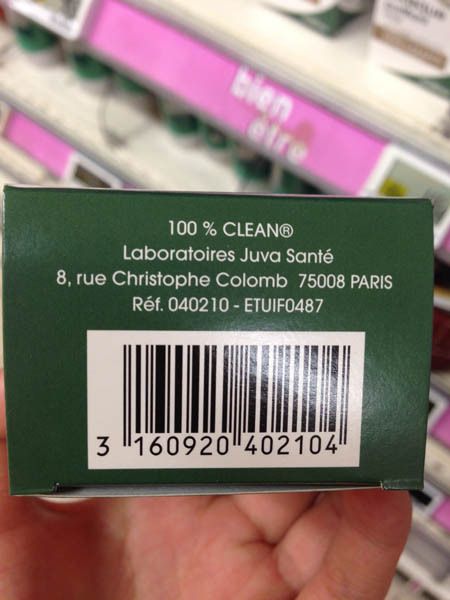 bien
être
100 % CLEAN®
Laboratoires Juva Santé
8, rue Christophe Colomb 75008 PARIS
Réf. 040210 - ETUIF0487
3 160920 402104